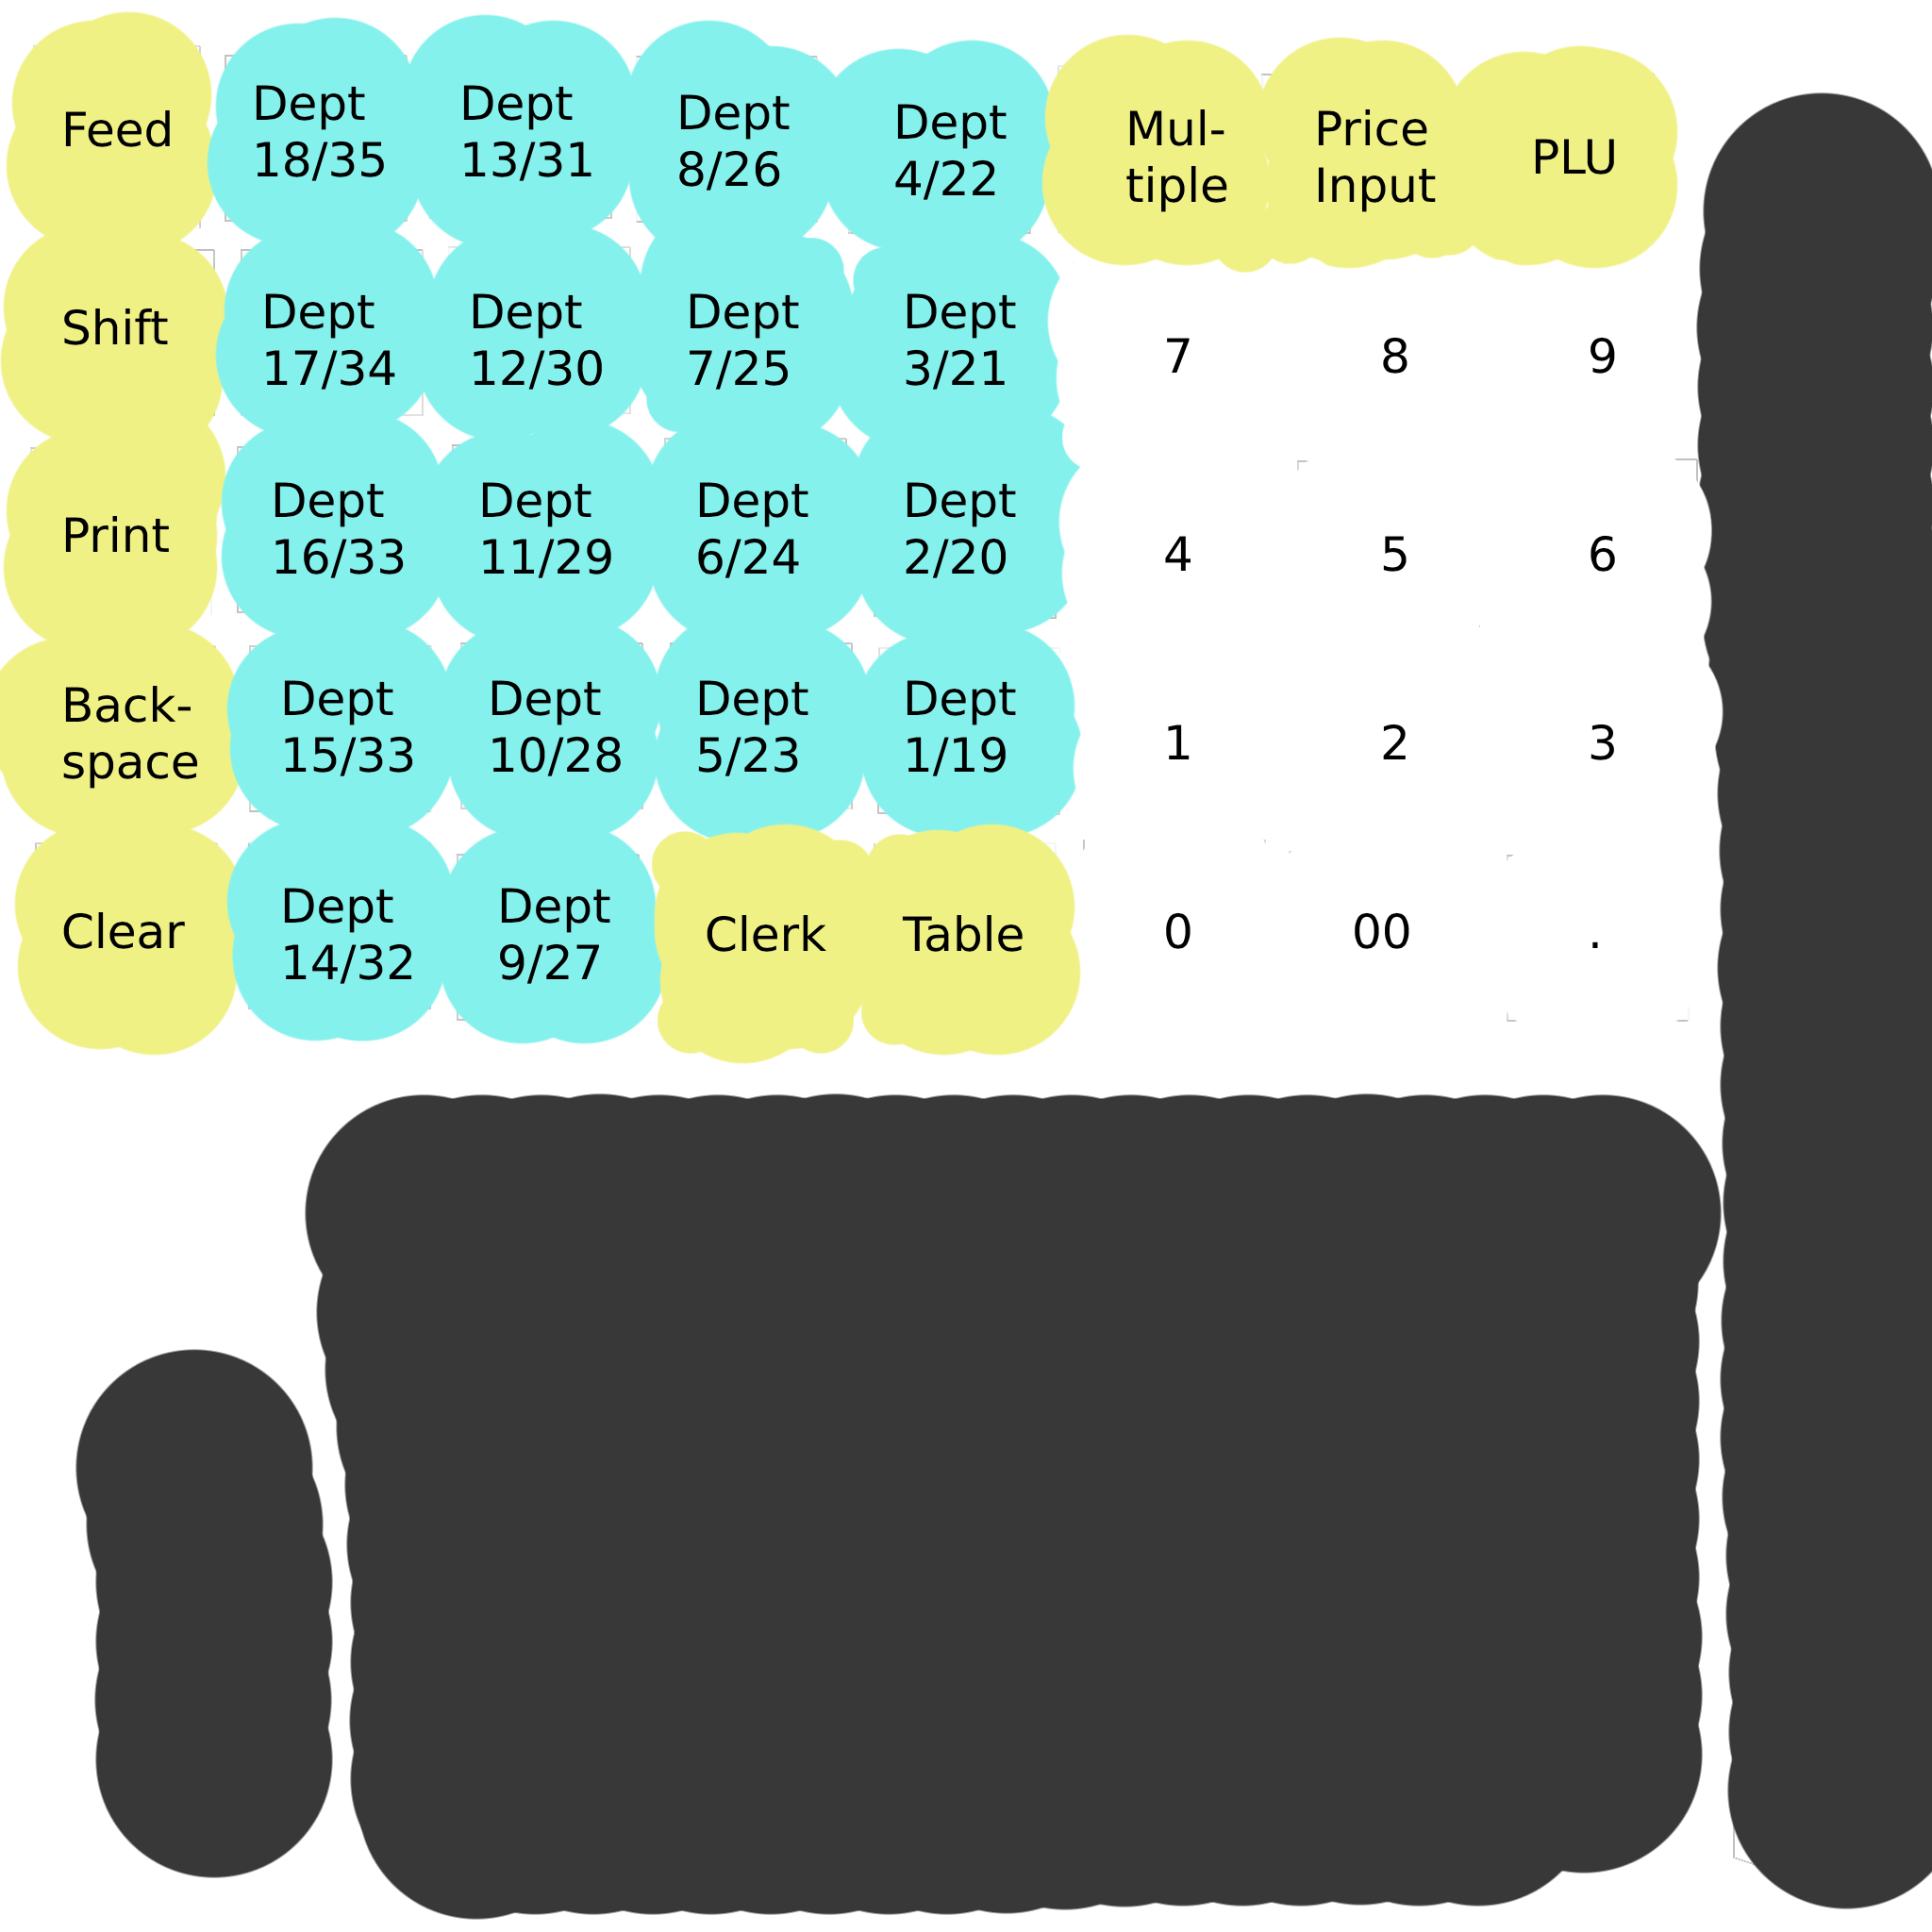 Feed
Dept
18/35
Dept
13/31
Dept
8/26
Dept
4/22
Mul-
tiple
Price
Input
PLU
Shift
Dept
17/34
Dept
12/30
Dept
7/25
Dept
3/21
7
8
9
Print
Dept
16/33
Dept
11/29
Dept
6/24
Dept
2/20
4
5
6
Back-
space
Dept
15/33
Dept
10/28
Dept
5/23
Dept
1/19
1
2
3
Clear
Dept
14/32
Dept
9/27
Clerk
Table
0
00
.